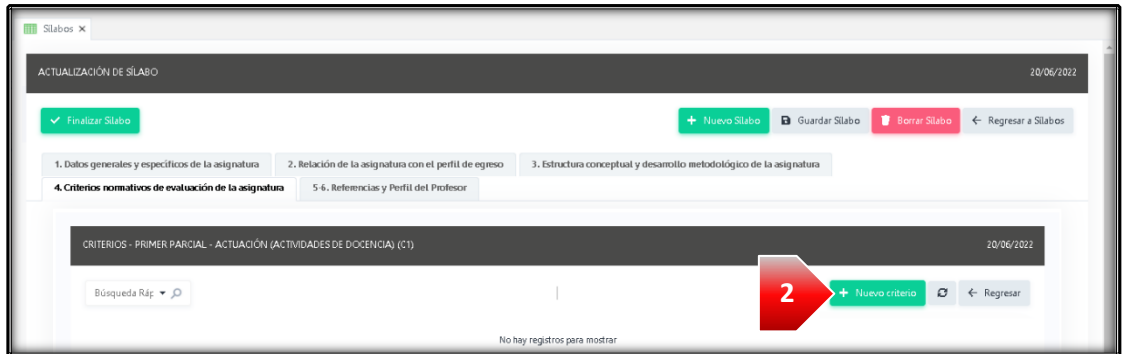 Sílabos ×
ACTUALIZACIÓN DE SÍLABO 20/06/2022
Finalizar Sílabo + Nuevo Sílabo Guardar Sílabo Borrar Sílabo ← Regresar a Sílabos
1. Datos generales y específicos de la asignatura 2. Relación de la asignatura con el perfil de egreso 3. Estructura conceptual y desarrollo metodológico de la asignatura
4. Criterios normativos de evaluación de la asignatura 5-6. Referencias y Perfil del Profesor
CRITERIOS - PRIMER PARCIAL - ACTUACIÓN (ACTIVIDADES DE DOCENCIA) (C1) 20/06/2022
Búsqueda Ráp 2 + Nuevo criterio ← Regresar
No hay registros para mostrar